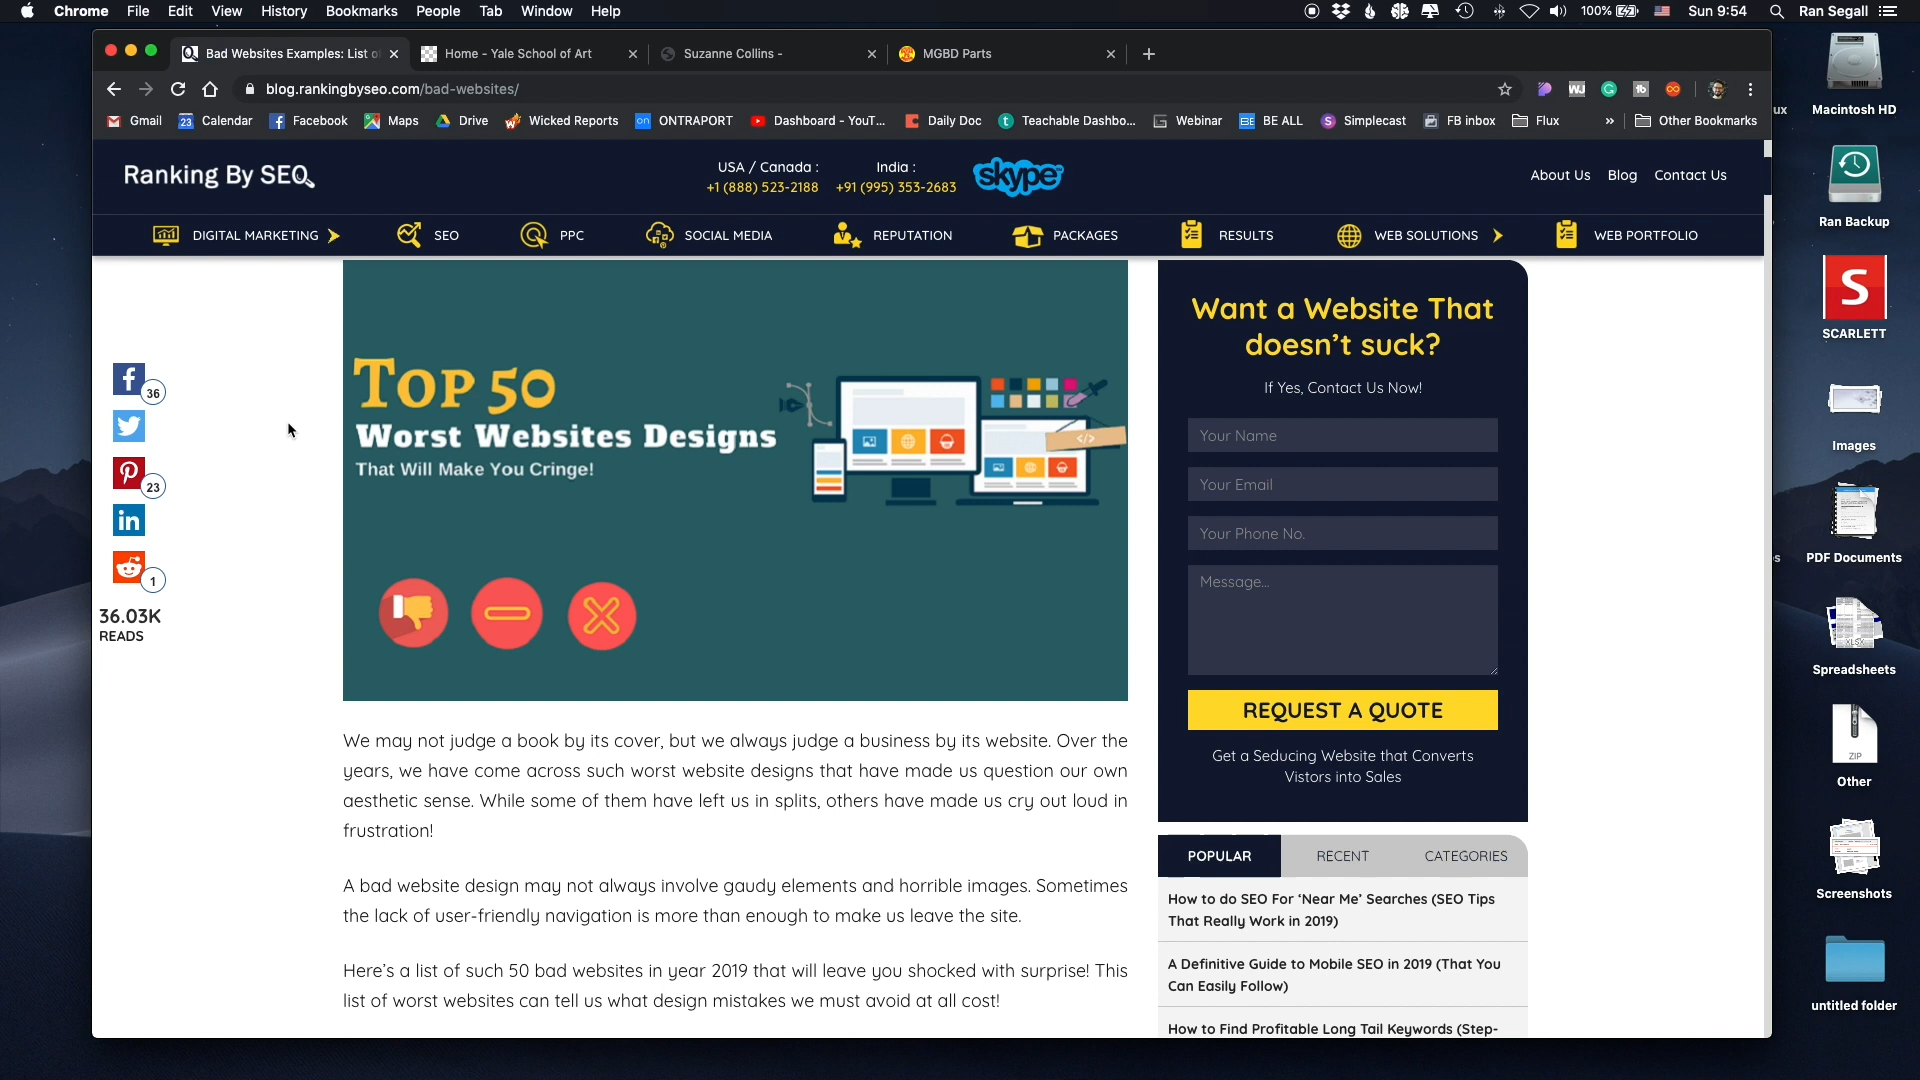 Chrome File Edit View History Bookmarks People Tab Window Help
100% Sun 9:54 Ran Segall
Bad Websites Examples: List o
Home - Yale School of Art
Suzanne Collins -
MGBD Parts
blog.rankingbyseo.com/bad-websites/
Gmail
23 Calendar
Facebook
Maps
Drive
Wicked Reports
on ONTRAPORT
Dashboard - YouT...
Daily Doc
t Teachable Dashbo...
Webinar
BE BE ALL
S Simplecast
FB inbox
Flux
»
Other Bookmarks
Ranking By SEO
USA / Canada :
+1 (888) 523-2188
India :
+91 (995) 353-2683
skype
About Us Blog Contact Us
DIGITAL MARKETING SEO PPC SOCIAL MEDIA REPUTATION PACKAGES RESULTS WEB SOLUTIONS WEB PORTFOLIO
36
23
in
1
36.03K
READS
Top 50
Worst Websites Designs
That Will Make You Cringe!
</>
We may not judge a book by its cover, but we always judge a business by its website. Over the
years, we have come across such worst website designs that have made us question our own
aesthetic sense. While some of them have left us in splits, others have made us cry out loud in
frustration!
A bad website design may not always involve gaudy elements and horrible images. Sometimes
the lack of user-friendly navigation is more than enough to make us leave the site.
Here's a list of such 50 bad websites in year 2019 that will leave you shocked with surprise! This
list of worst websites can tell us what design mistakes we must avoid at all cost!
Want a Website That
doesn't suck?
If Yes, Contact Us Now!
Your Name
Your Email
Your Phone No.
Message...
REQUEST A QUOTE
Get a Seducing Website that Converts
Vistors into Sales
POPULAR RECENT CATEGORIES
How to do SEO For 'Near Me' Searches (SEO Tips
That Really Work in 2019)
A Definitive Guide to Mobile SEO in 2019 (That You
Can Easily Follow)
How to Find Profitable Long Tail Keywords (Step-
Macintosh HD
ux
Ran Backup
S
SCARLETT
Images
PDF Documents
s
XLSX
Spreadsheets
ZIP
Other
Screenshots
untitled folder